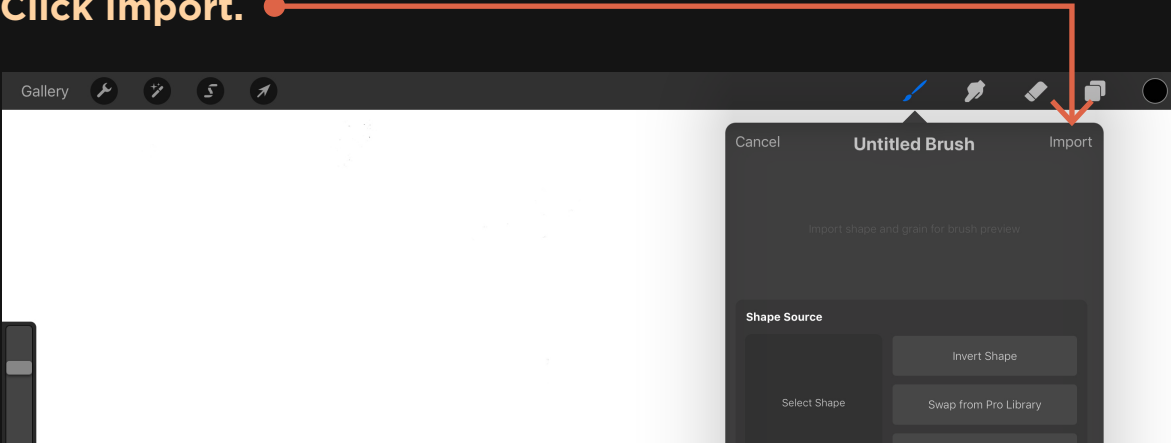 Click Import.
Gallery
Cancel Untitled Brush Import
Import shape and grain for brush preview
Shape Source
Invert Shape
Select Shape
Swap from Pro Library